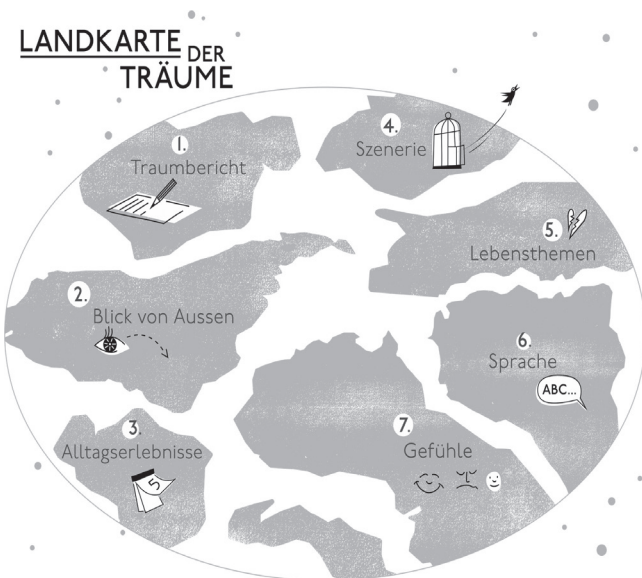 LANDKARTE DER
TRÄUME
1.
Traumbericht
2.
Blick von Aussen
3.
Alltagserlebnisse
5
4.
Szenerie
5.
Lebensthemen
6.
Sprache
ABC...
7.
Gefühle